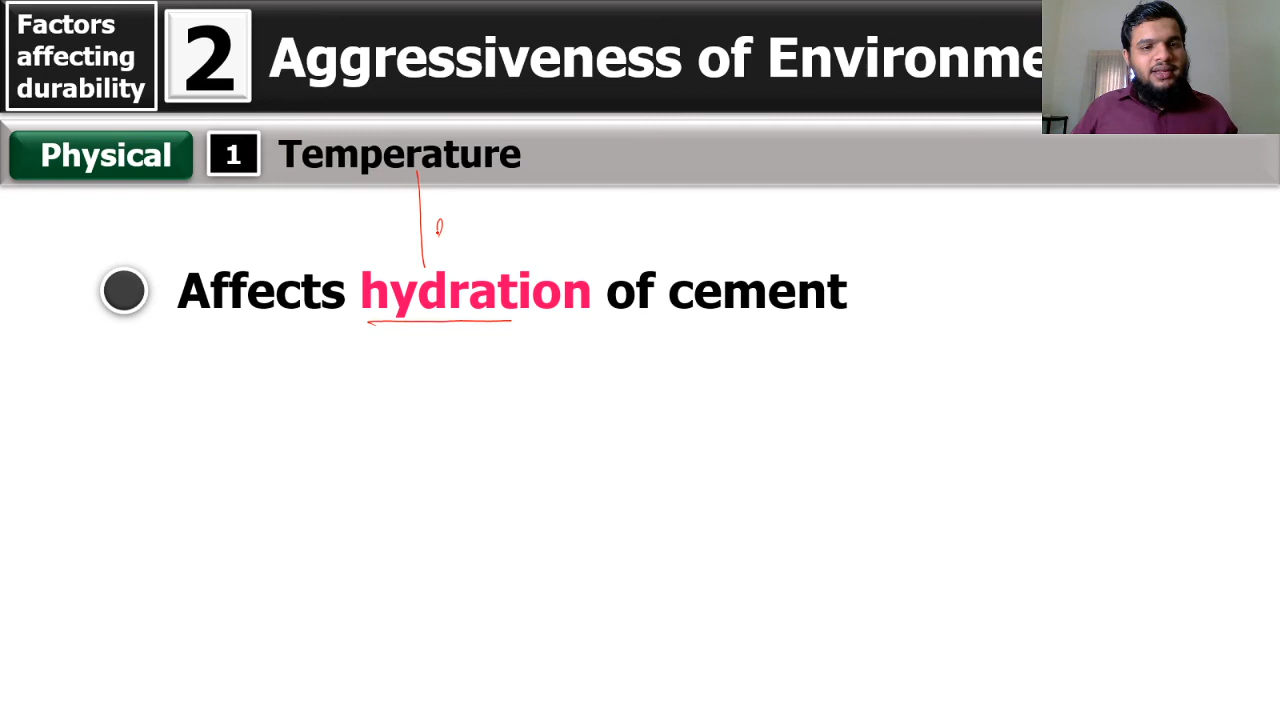 Factors
affecting
durability
2
Aggressiveness of Environme
Physical
1
Temperature
Affects hydration of cement